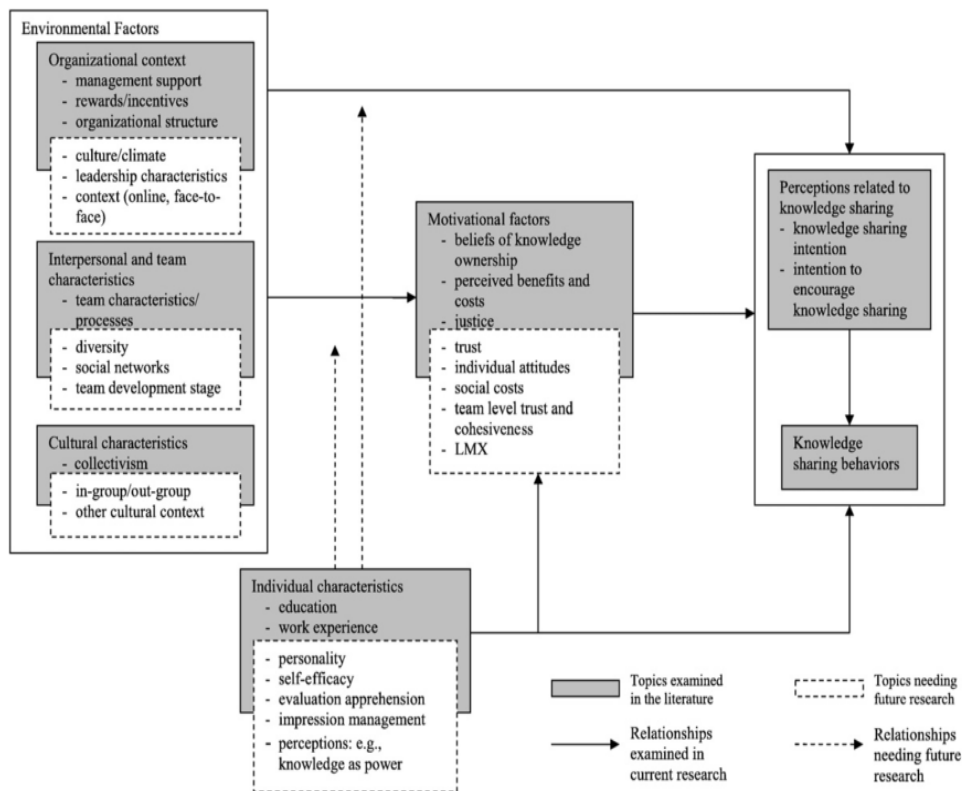 Environmental Factors
Organizational context
- management support
- rewards/incentives
- organizational structure
- culture/climate
- leadership characteristics
- context (online, face-to-
face)
Interpersonal and team
characteristics
- team characteristics/
processes
- diversity
- social networks
- team development stage
Cultural characteristics
- collectivism
- in-group/out-group
- other cultural context
Motivational factors
- beliefs of knowledge
ownership
- perceived benefits and
costs
- justice
- trust
- individual attitudes
- social costs
- team level trust and
cohesiveness
- LMX
Perceptions related to
knowledge sharing
- knowledge sharing
intention
- intention to
encourage
knowledge sharing
Knowledge
sharing behaviors
Individual characteristics
- education
- work experience
- personality
- self-efficacy
- evaluation apprehension
- impression management
- perceptions: e.g.,
knowledge as power
Topics examined
in the literature
Topics needing
future research
Relationships
examined in
current research
Relationships
needing future
research